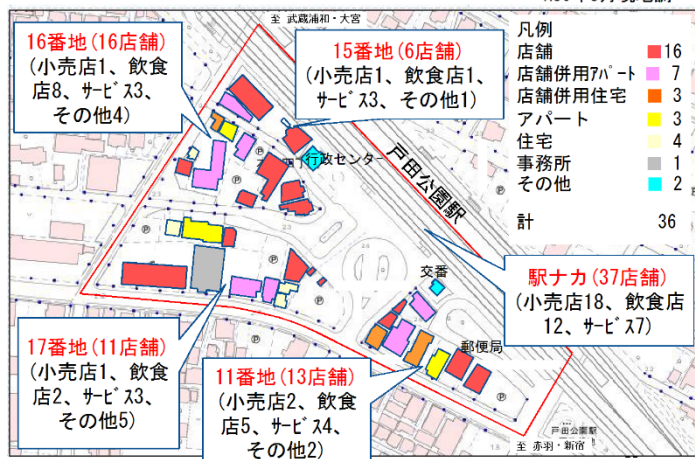 至 武蔵浦和・大宮
16番地(16店舗)
(小売店1、飲食
店8、サービス3、
その他4)
15番地(6店舗)
(小売店1、飲食店1、
サービス3、その他1)
凡例
店舗 16
店舗併用アパート 7
店舗併用住宅 3
アパート 3
住宅 4
事務所 1
その他 2
計 36
行政センター
戸田公園駅
交番
駅ナカ(37店舗)
(小売店18、飲食店
12、サービス7)
郵便局
17番地(11店舗)
(小売店1、飲食
店2、サービス3、
その他5)
11番地(13店舗)
(小売店2、飲食
店5、サービス4、
その他2)
戸田公園駅
至 赤羽・新宿